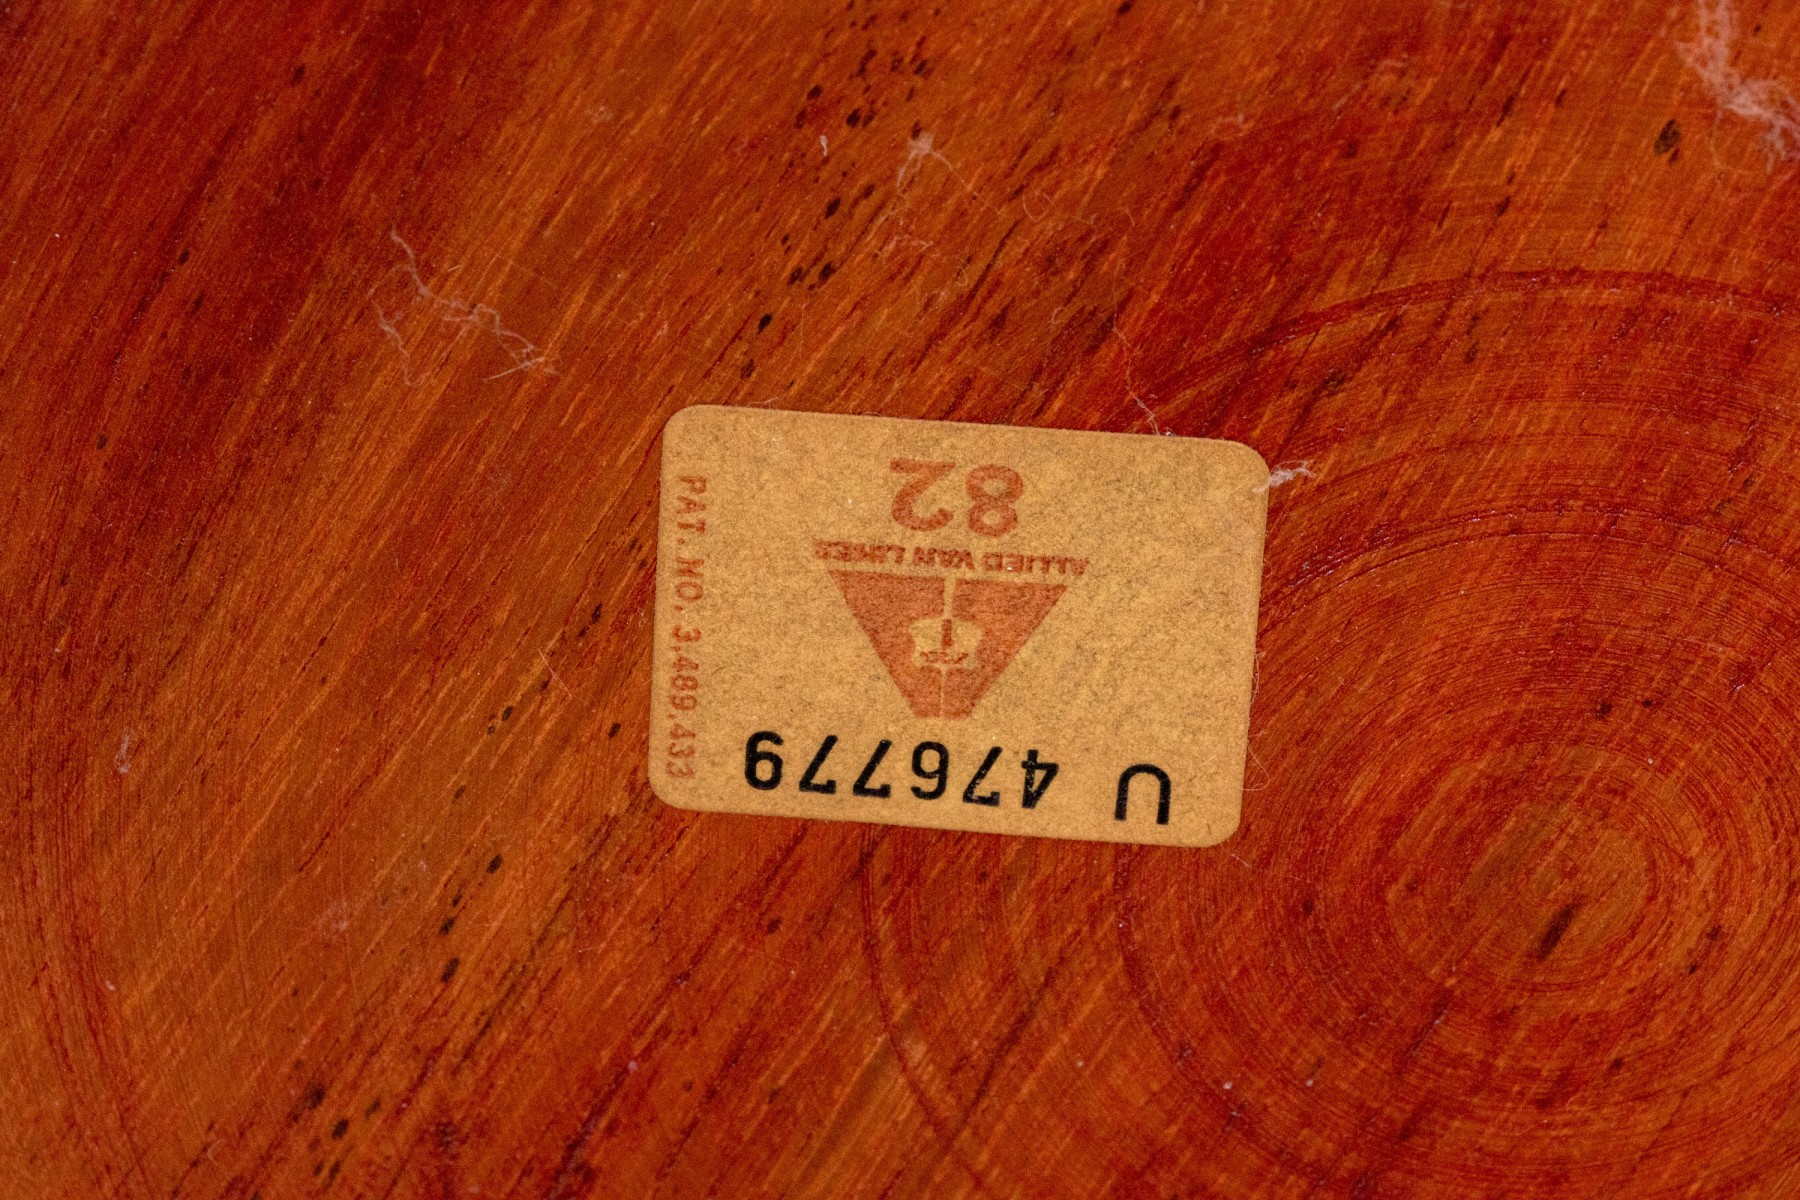 U 476779
ALLIED VAN LINES
82
PAT. NO. 3,489,433